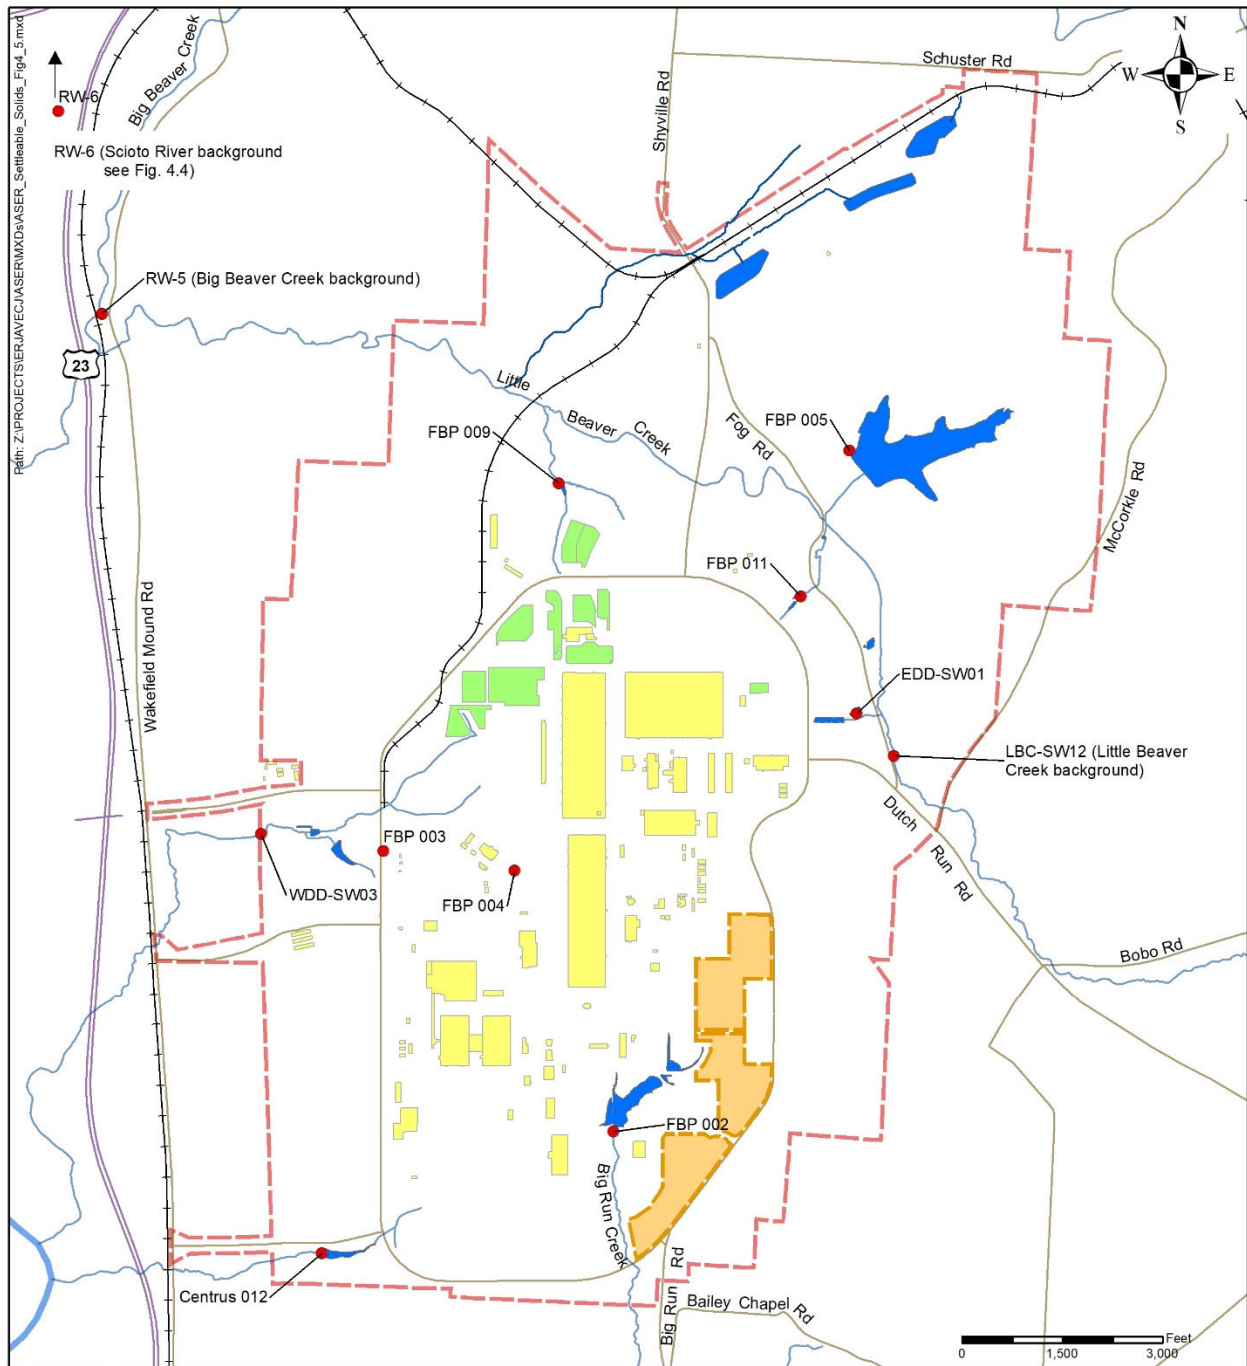 Path: Z:\PROJECTS\ERJAVECJ\ASER\MXDs\ASER_Settleable_Solids_Fig4_5.mxd
Big Beaver Creek
RW-6
RW-6 (Scioto River background
see Fig. 4.4)
Shyville Rd
Schuster Rd
N
W
E
S
RW-5 (Big Beaver Creek background)
23
Little
Beaver
Creek
FBP 009
Fog Rd
FBP 005
McCorkle Rd
FBP 011
Wakefield Mound Rd
EDD-SW01
LBC-SW12 (Little Beaver
Creek background)
Dutch
Run
Rd
FBP 003
WDD-SW03
FBP 004
Bobo Rd
FBP 002
Big Run Creek
Centrus 012
Big Run
Rd
Bailey Chapel Rd
Feet
0
1,500
3,000